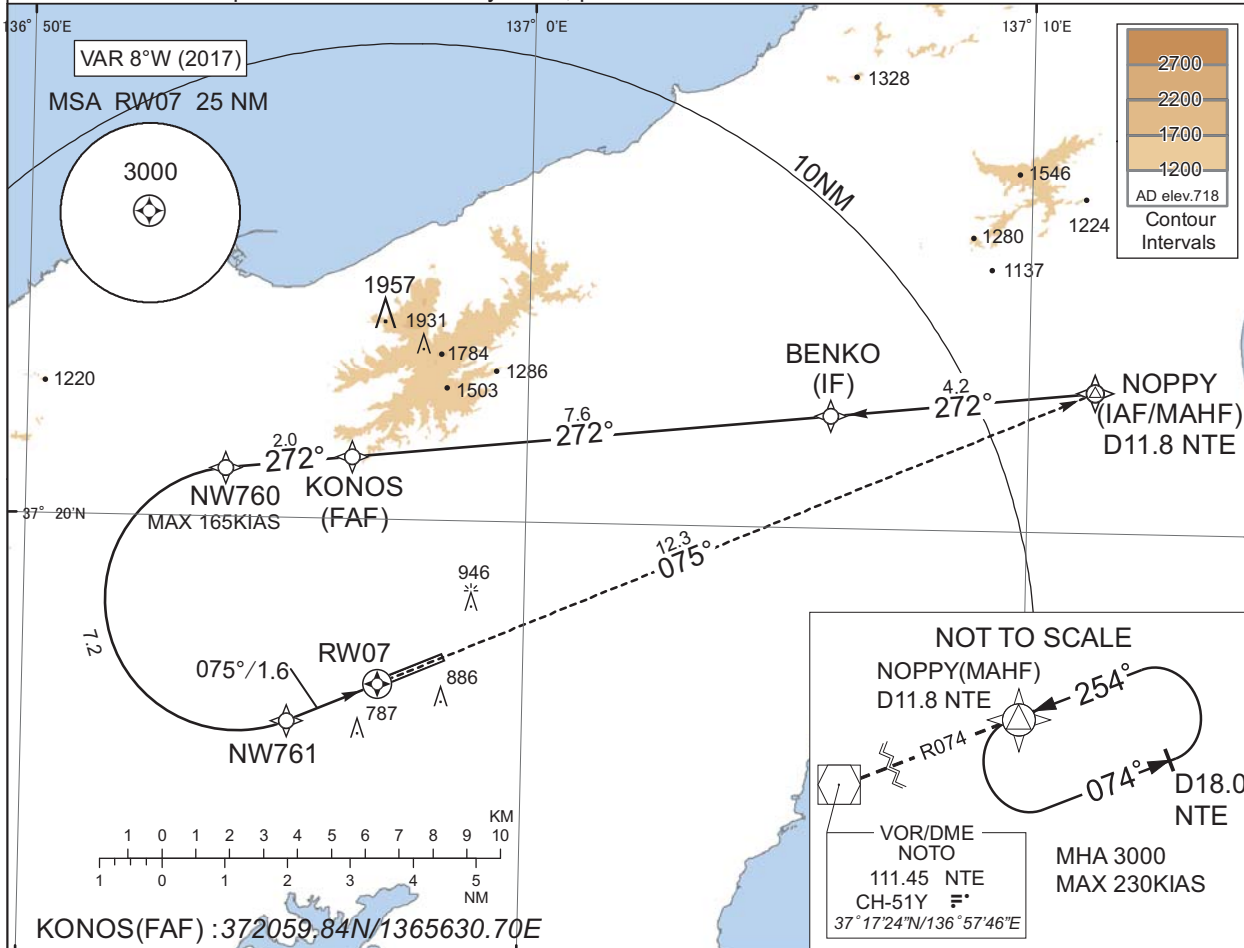 136° 50'E
137° 0'E
137° 10'E
VAR 8°W (2017)
MSA RW07 25 NM
3000
2700
2200
1700
1200
AD elev.718
Contour
Intervals
1328
10NM
1546
1224
1280
1137
1957
1931
1784
1286
1503
1220
BENKO
(IF)
4.2
272°
NOPPY
(IAF/MAHF)
D11.8 NTE
7.6
272°
2.0
272°
KONOS
(FAF)
NW760
MAX 165KIAS
37° 20'N
12.3
075°
946
7.2
RW07
075°/1.6
886
787
NW761
NOT TO SCALE
NOPPY(MAHF)
D11.8 NTE
254°
R074
074°
D18.0
NTE
VOR/DME
NOTO
111.45 NTE
CH-51Y
37°17'24"N/136°57'46"E
MHA 3000
MAX 230KIAS
KM
1 0 1 2 3 4 5 6 7 8 9 10
1 0 1 2 3 4 5
NM
KONOS(FAF) :372059.84N/1365630.70E